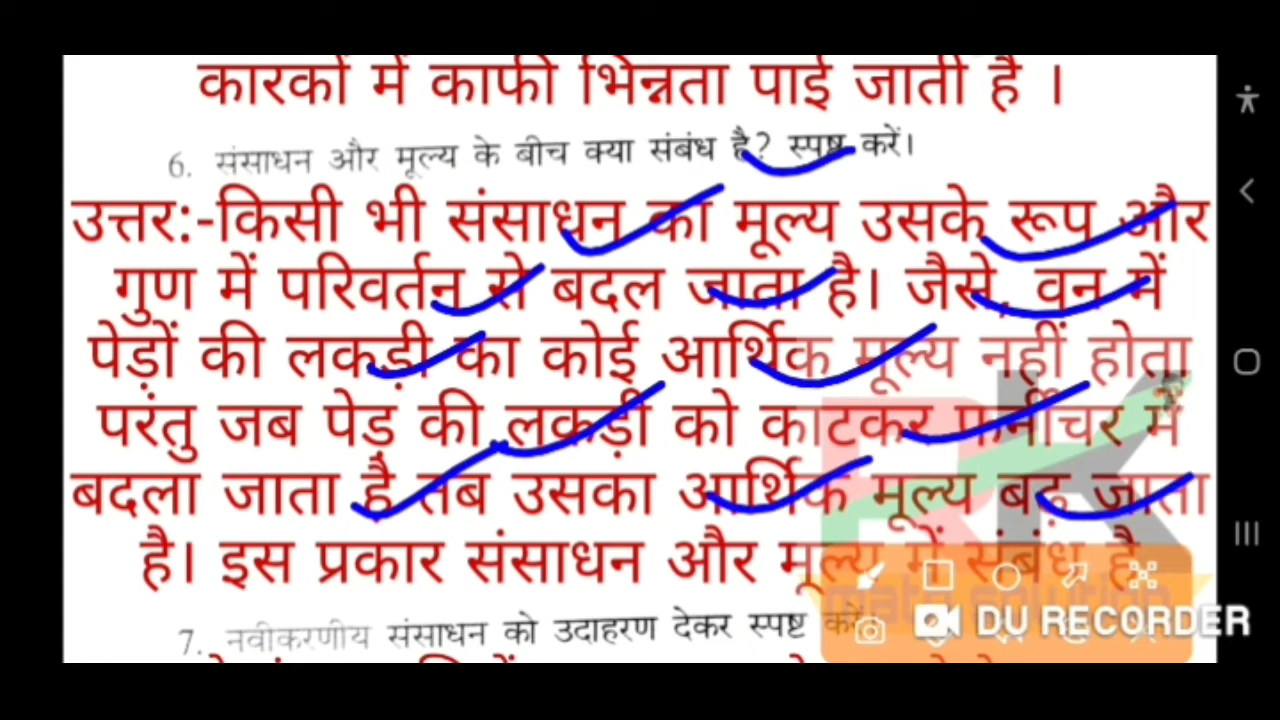 कारकों में काफी भिन्नता पाई जाती है ।
6. संसाधन और मूल्य के बीच क्या संबंध है? स्पष्ट करें।
उत्तर:-किसी भी संसाधन का मूल्य उसके रूप और
गुण में परिवर्तन से बदल जाता है। जैसे, वन में
पेड़ों की लकड़ी का कोई आर्थिक मूल्य नहीं होता
परंतु जब पेड़ की लकड़ी को काटकर फर्नीचर में
बदला जाता है तब उसका आर्थिक मूल्य बढ़ जाता
है। इस प्रकार संसाधन और मूल्य में संबंध है
7. नवीकरणीय संसाधन को उदाहरण देकर स्पष्ट करें
RK
DU RECORDER